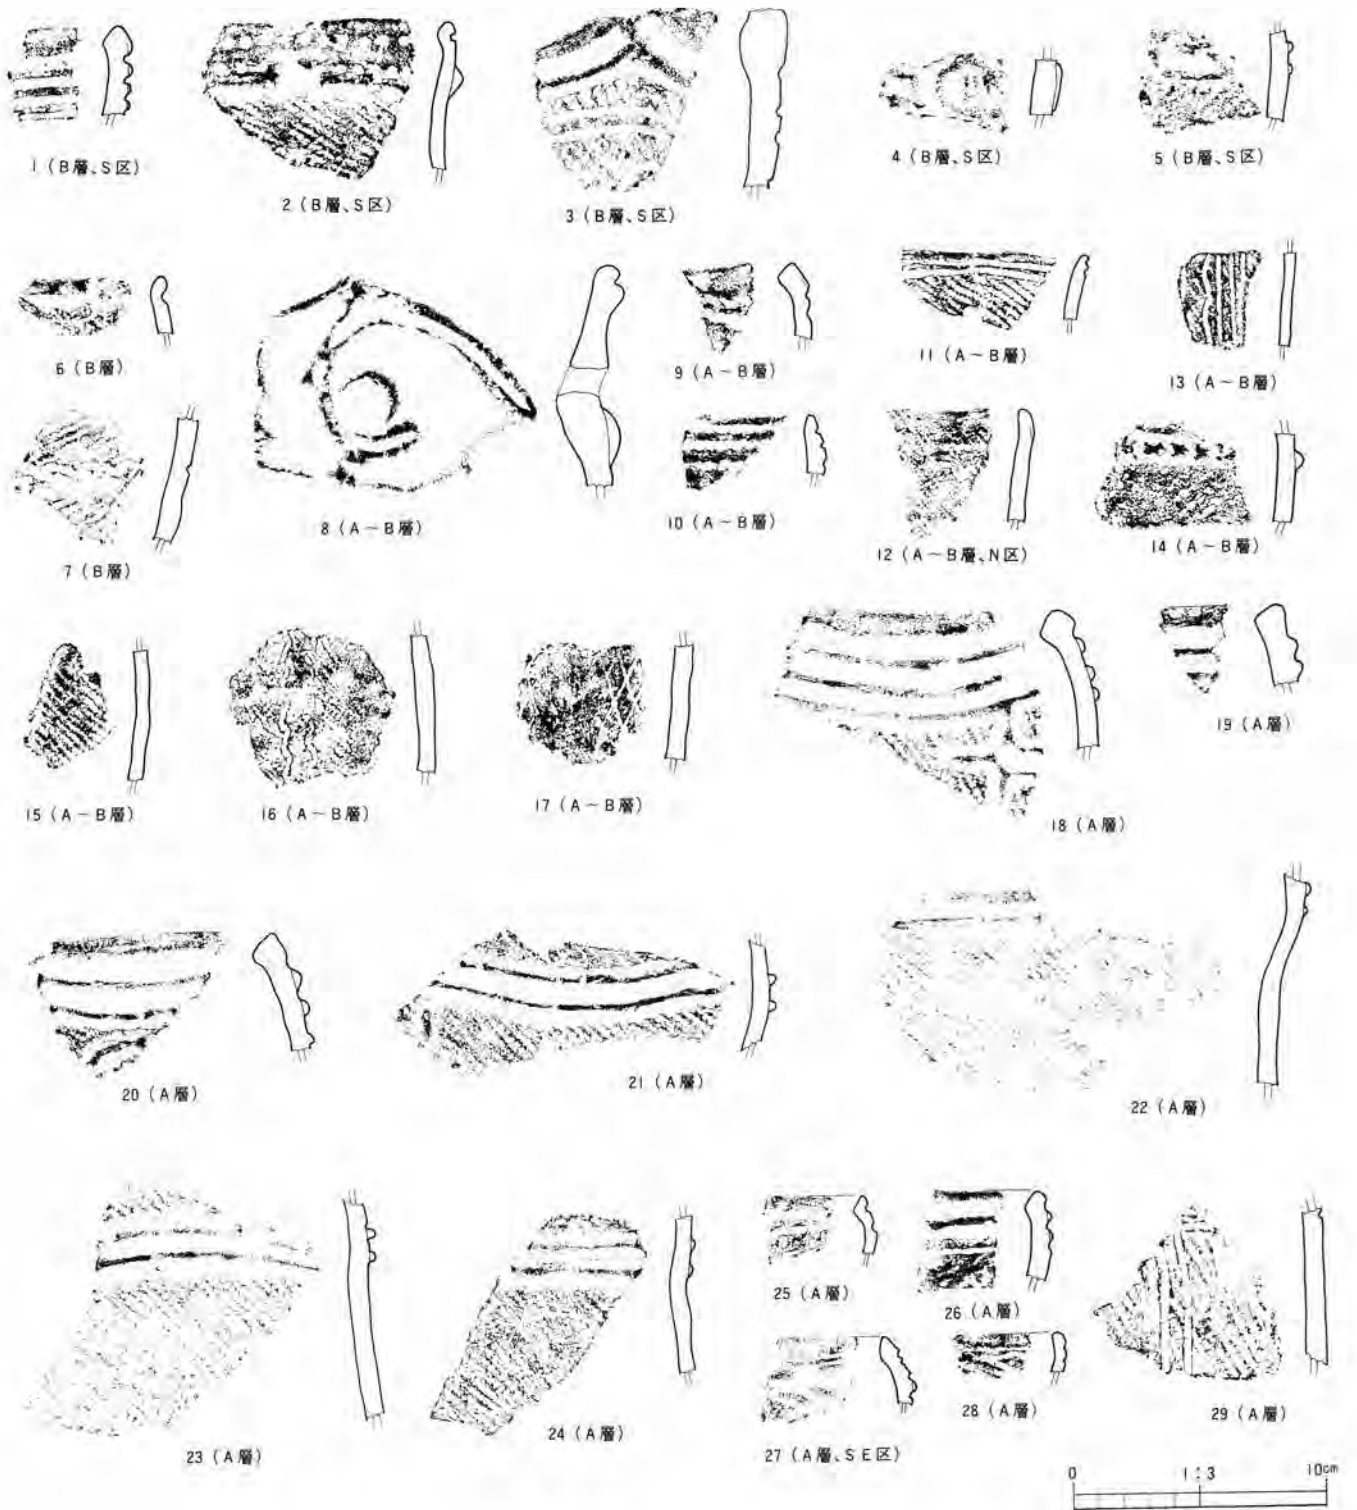 1 (B層、S区)
2 (B層、S区)
3 (B層、S区)
4 (B層、S区)
5 (B層、S区)
6 (B層)
7 (B層)
8 (A~B層)
9 (A~B層)
10 (A~B層)
11 (A~B層)
12 (A~B層、N区)
13 (A~B層)
14 (A~B層)
15 (A~B層)
16 (A~B層)
17 (A~B層)
18 (A層)
19 (A層)
20 (A層)
21 (A層)
22 (A層)
23 (A層)
24 (A層)
25 (A層)
26 (A層)
27 (A層、SE区)
28 (A層)
29 (A層)
0 1:3 10cm